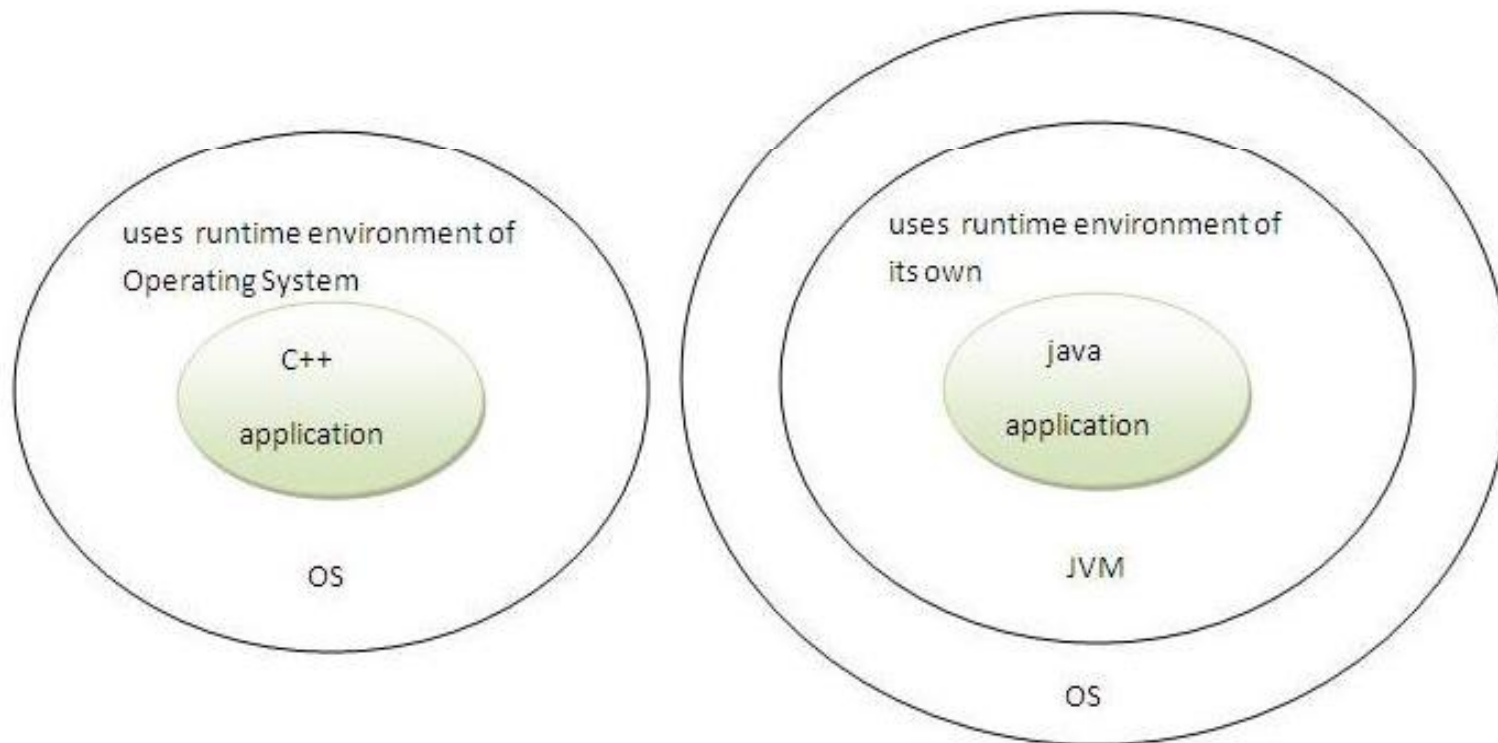 uses runtime environment of
Operating System
C++
application
OS
uses runtime environment of
its own
java
application
JVM
OS